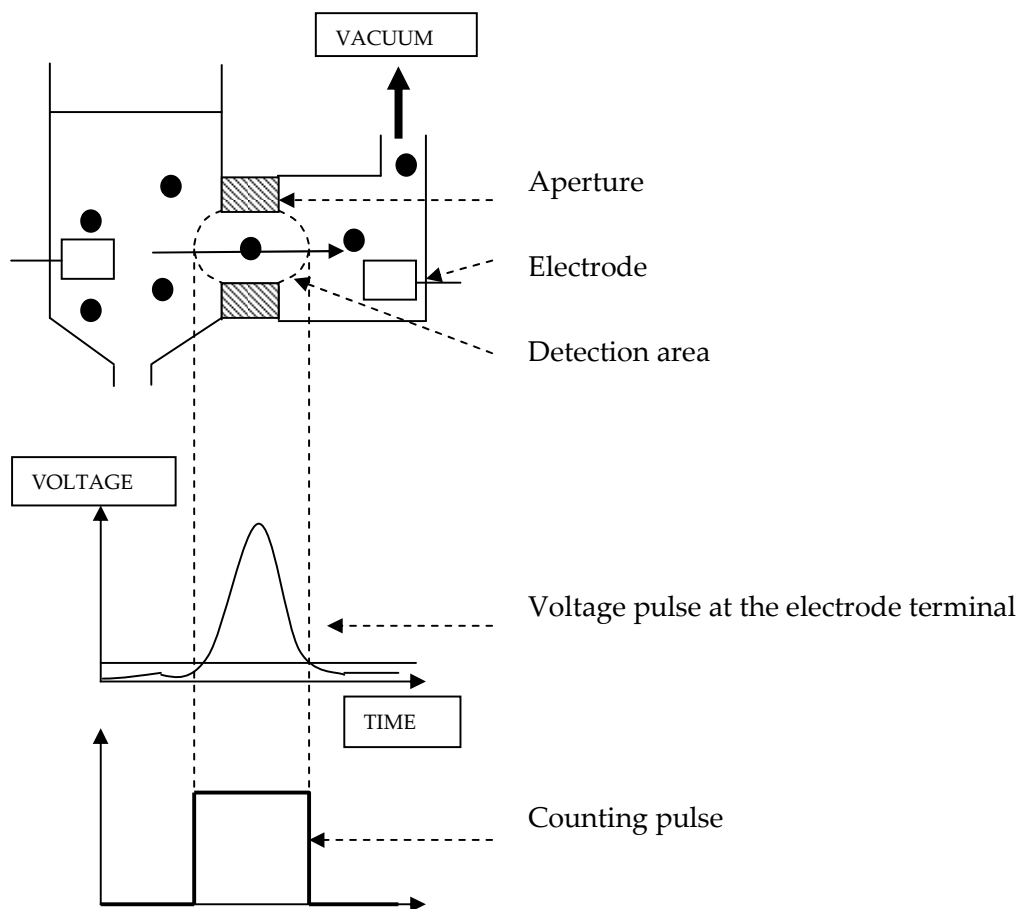 VACUUM
Aperture
Electrode
Detection area
VOLTAGE
Voltage pulse at the electrode terminal
TIME
Counting pulse